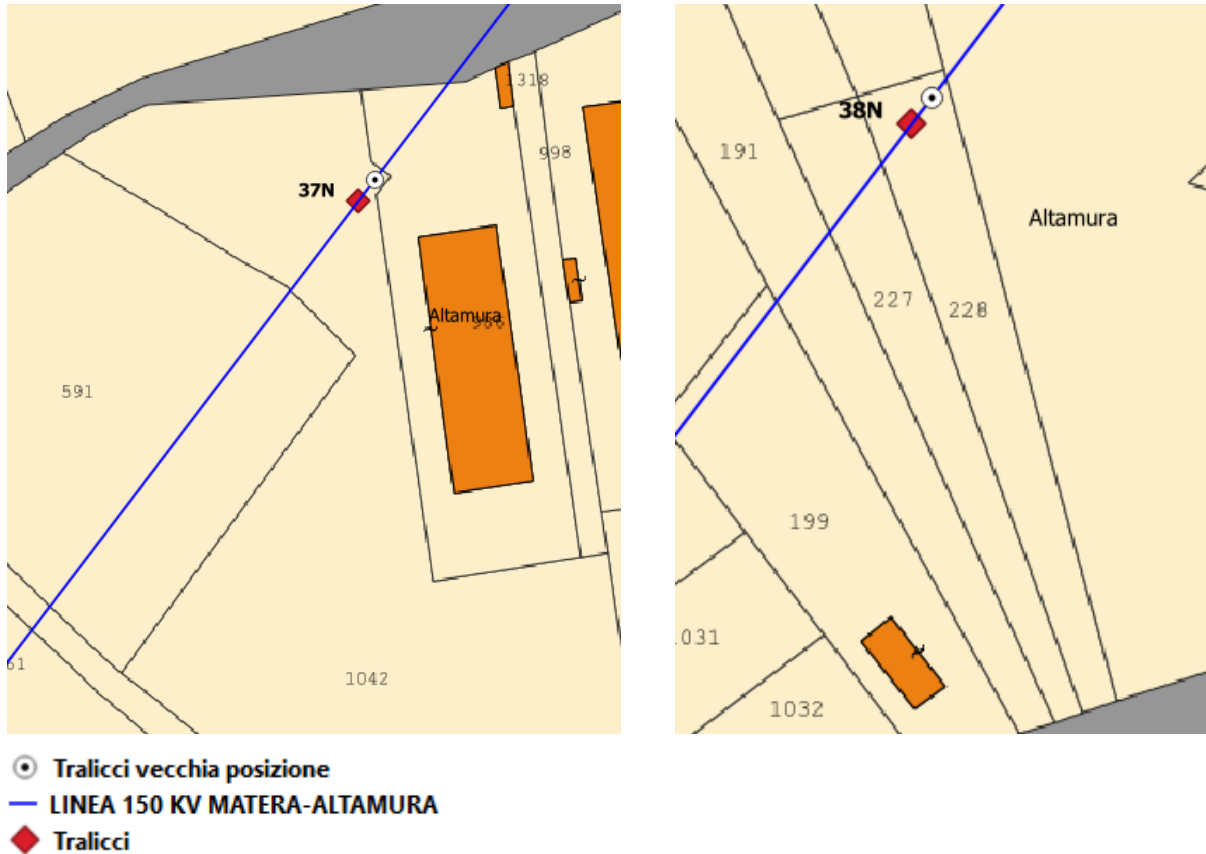 1318
998
37N
Altamura
986
591
1042
38N
191
Altamura
227
228
199
1032
Tralicci vecchia posizione
LINEA 150 KV MATERA-ALTAMURA
Tralicci